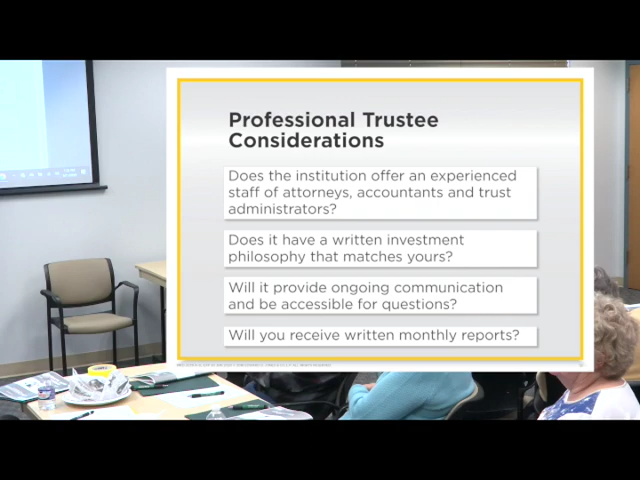 Professional Trustee
Considerations
Does the institution offer an experienced
staff of attorneys, accountants and trust
administrators?
Does it have a written investment
philosophy that matches yours?
Will it provide ongoing communication
and be accessible for questions?
Will you receive written monthly reports?